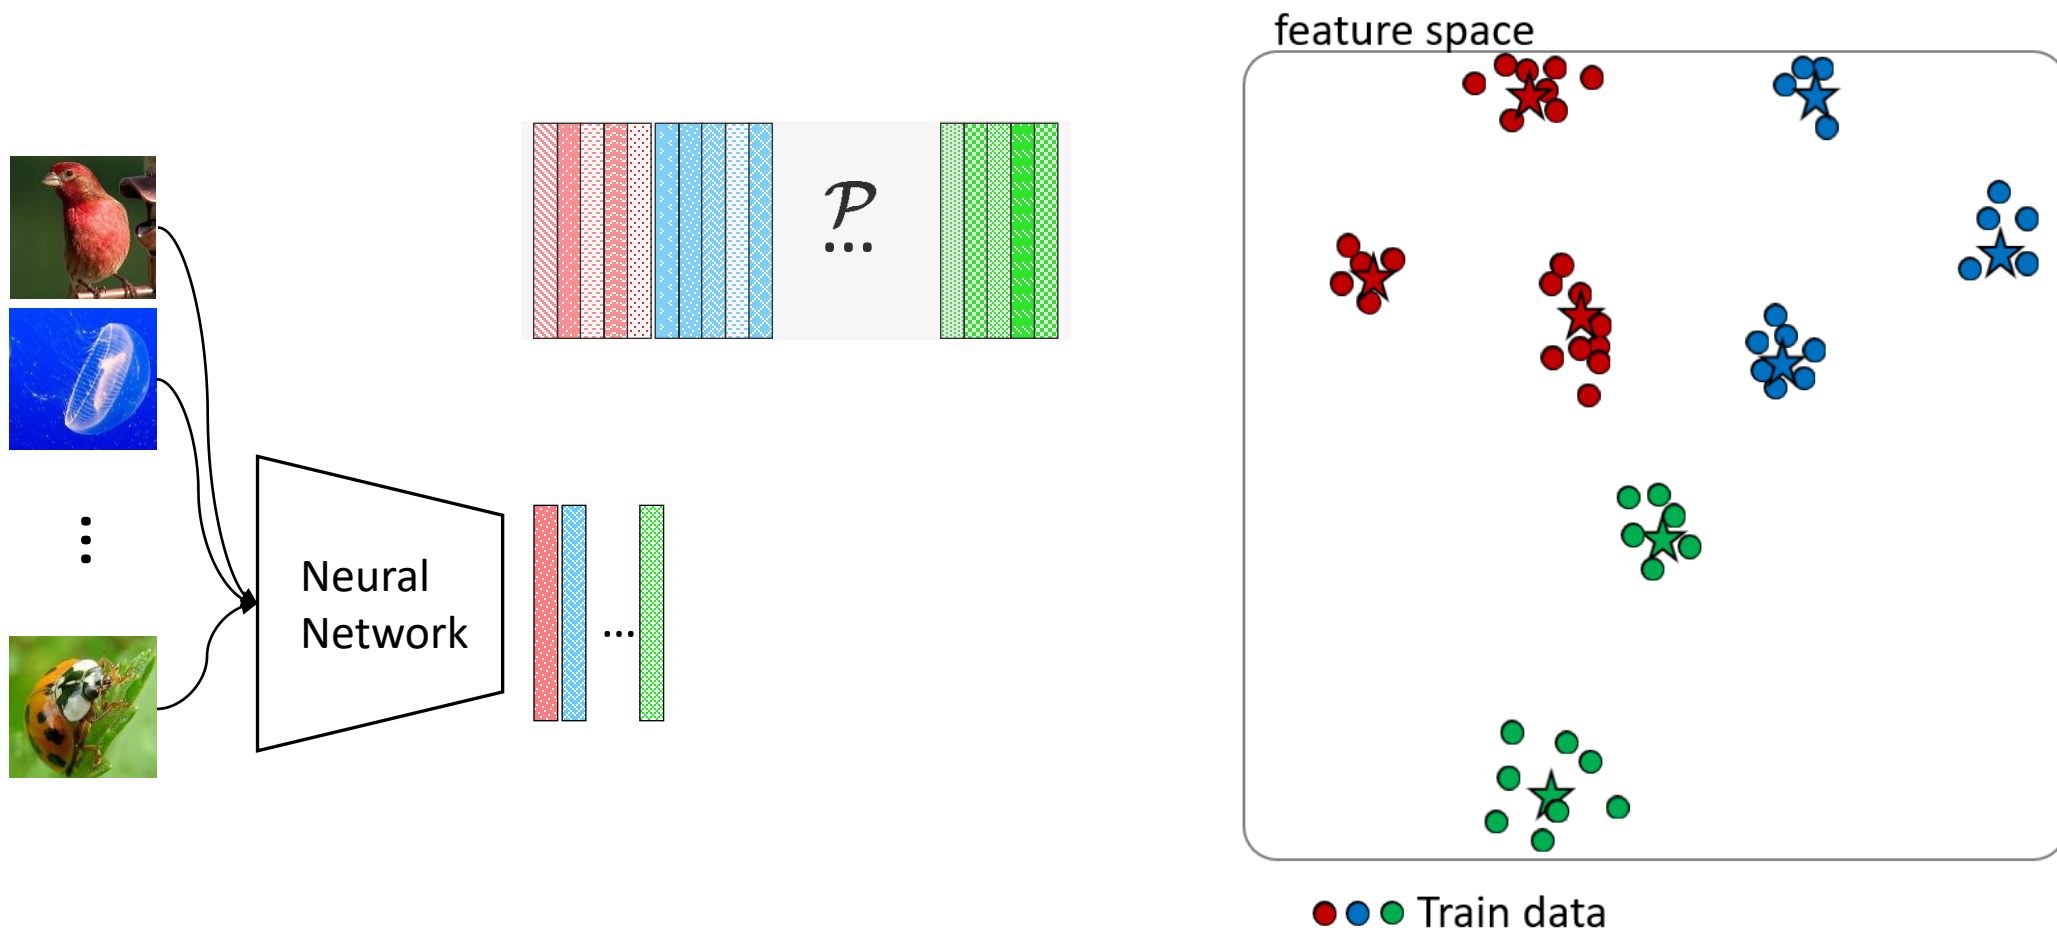 feature space
𝒫
...
Neural
Network
...
Train data